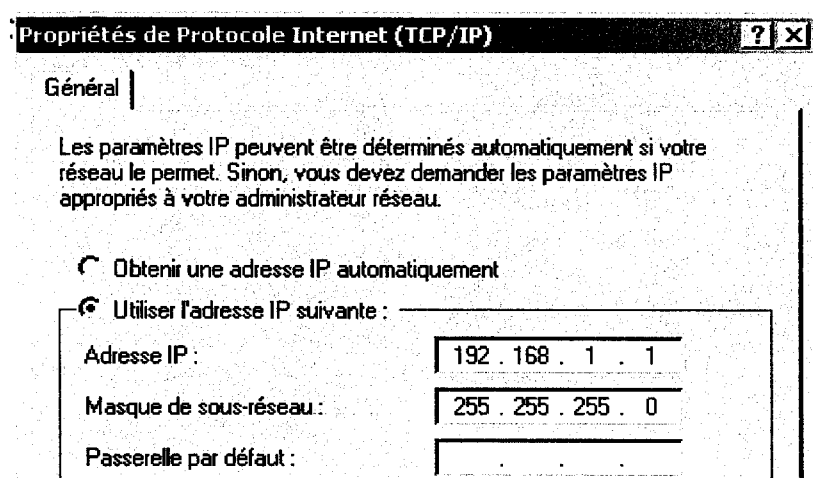 Propriétés de Protocole Internet (TCP/IP) ? ×
Général
Les paramètres IP peuvent être déterminés automatiquement si votre
réseau le permet. Sinon, vous devez demander les paramètres IP
appropriés à votre administrateur réseau.
Obtenir une adresse IP automatiquement
Utiliser l'adresse IP suivante :
Adresse IP : 192 . 168 . 1 . 1
Masque de sous-réseau : 255 . 255 . 255 . 0
Passerelle par défaut : . . .